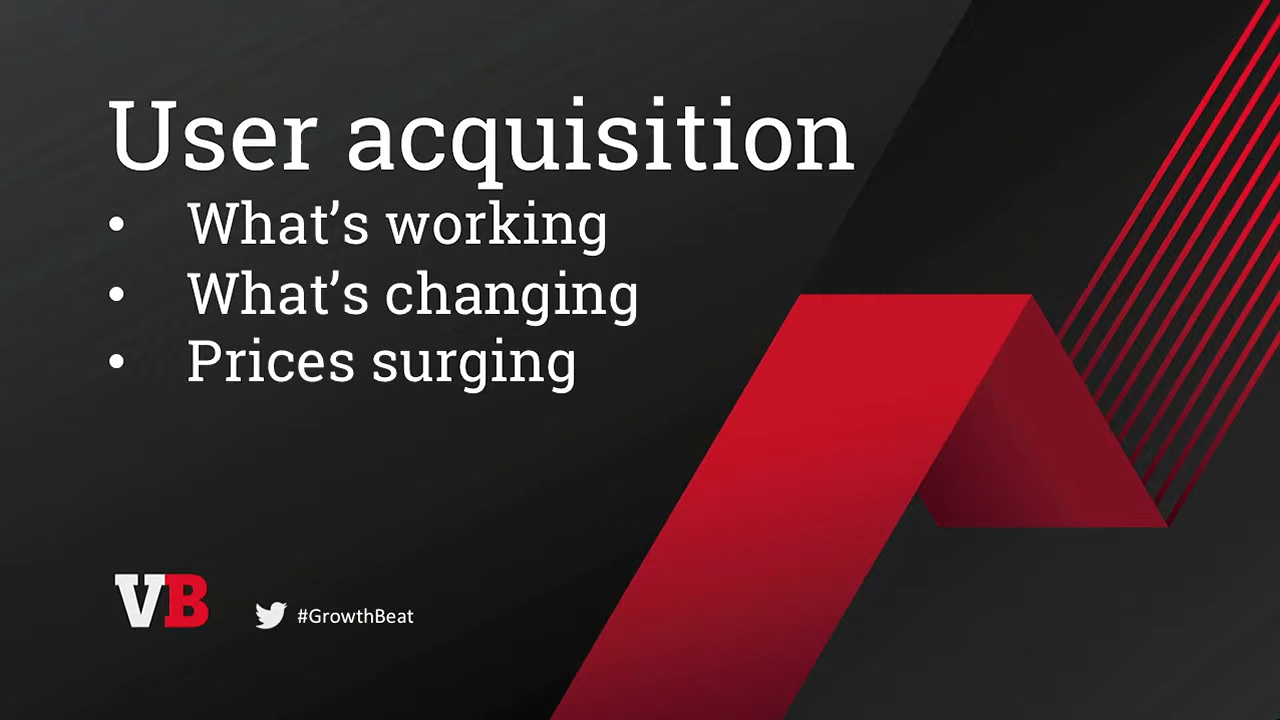 User acquisition
• What’s working
• What’s changing
• Prices surging
VB #GrowthBeat